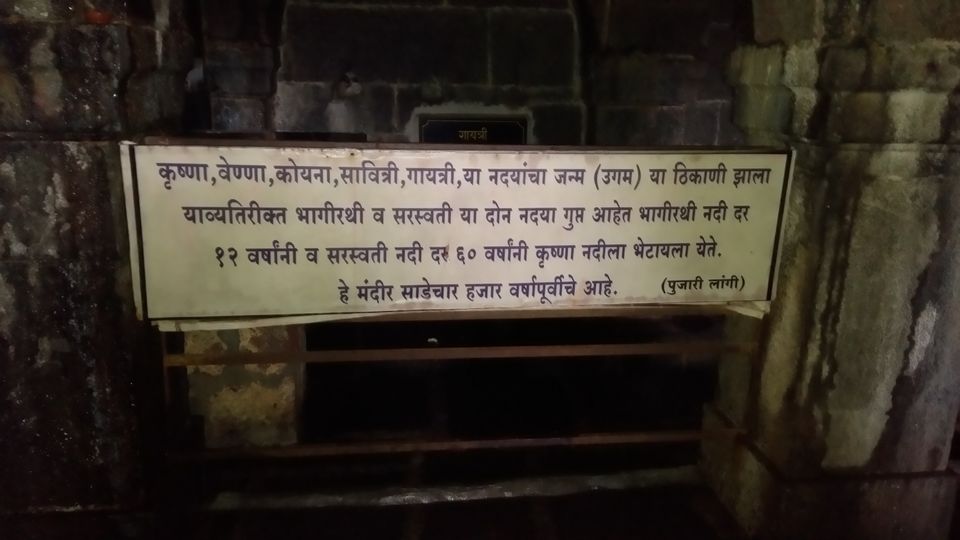 गायत्री
कृष्णा,वेण्णा,कोयना,सावित्री,गायत्री,या नदयांचा जन्म (उगम) या ठिकाणी झाला
याव्यतिरीक्त भागीरथी व सरस्वती या दोन नदया गुप्त आहेत भागीरथी नदी दर
१२ वर्षांनी व सरस्वती नदी दर ६० वर्षांनी कृष्णा नदीला भेटायला येते.
हे मंदीर साडेचार हजार वर्षापूर्वीचे आहे. (पुजारी लांगी)